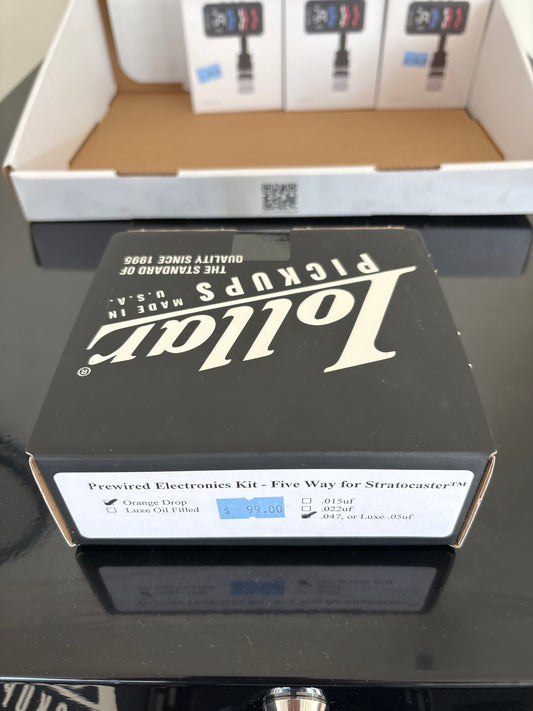 Lollar®
PICKUPS
MADE IN
U.S.A.
THE STANDARD OF
QUALITY SINCE 1995
Prewired Electronics Kit - Five Way for Stratocaster™
Orange Drop
Luxe Oil Filled
$ 99.00
.015uf
.022uf
.047, or Luxe .05uf